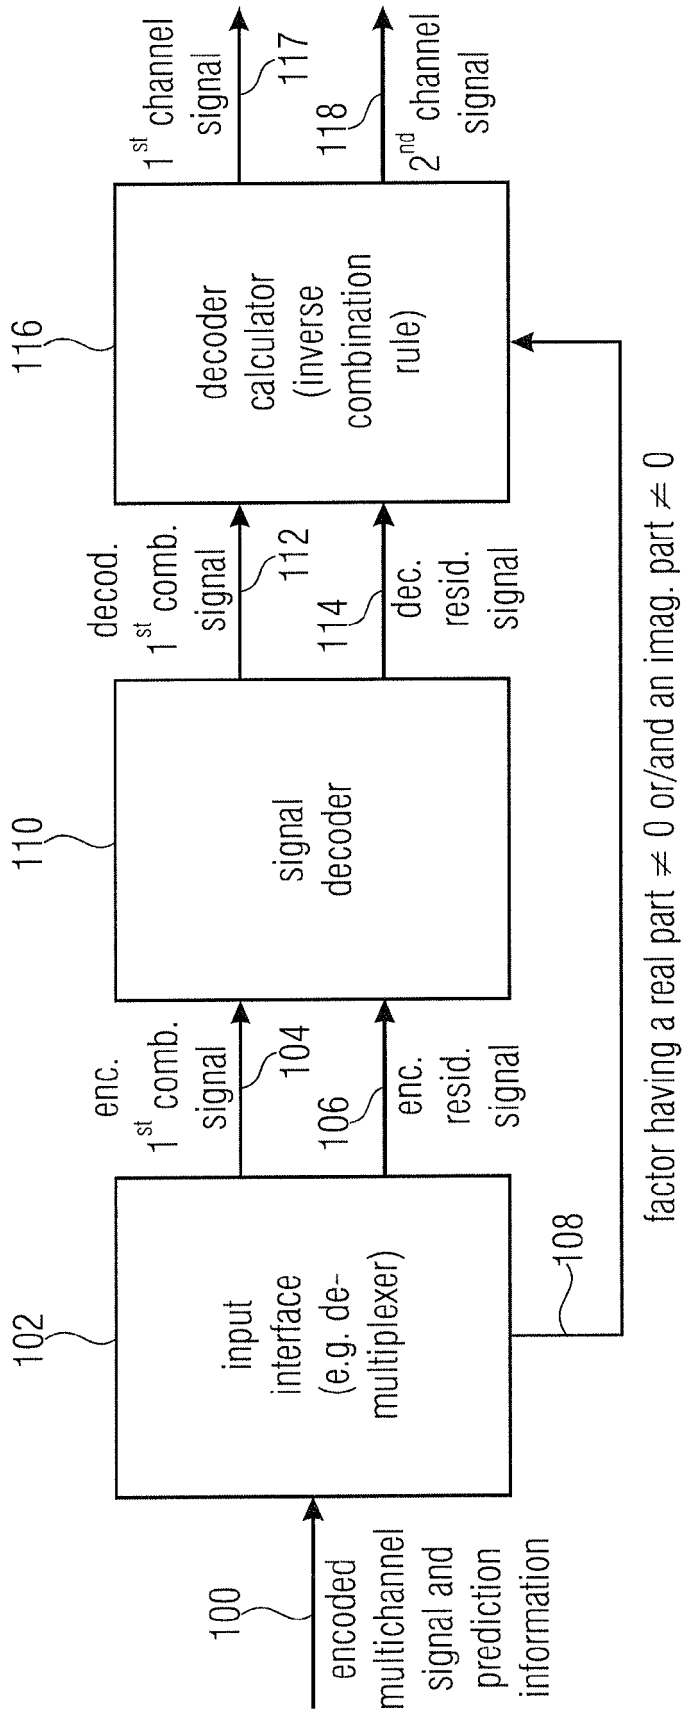 100
encoded
multichannel
signal and
prediction
information
102
input
interface
(e.g. de-
multiplexer)
enc.
1st comb.
signal
104
106
enc.
resid.
signal
108
110
signal
decoder
decod.
1st comb.
signal
112
114
dec.
resid.
signal
116
decoder
calculator
(inverse
combination
rule)
1st channel
signal
117
118
2nd channel
signal
factor having a real part ≠ 0 or/and an imag. part ≠ 0